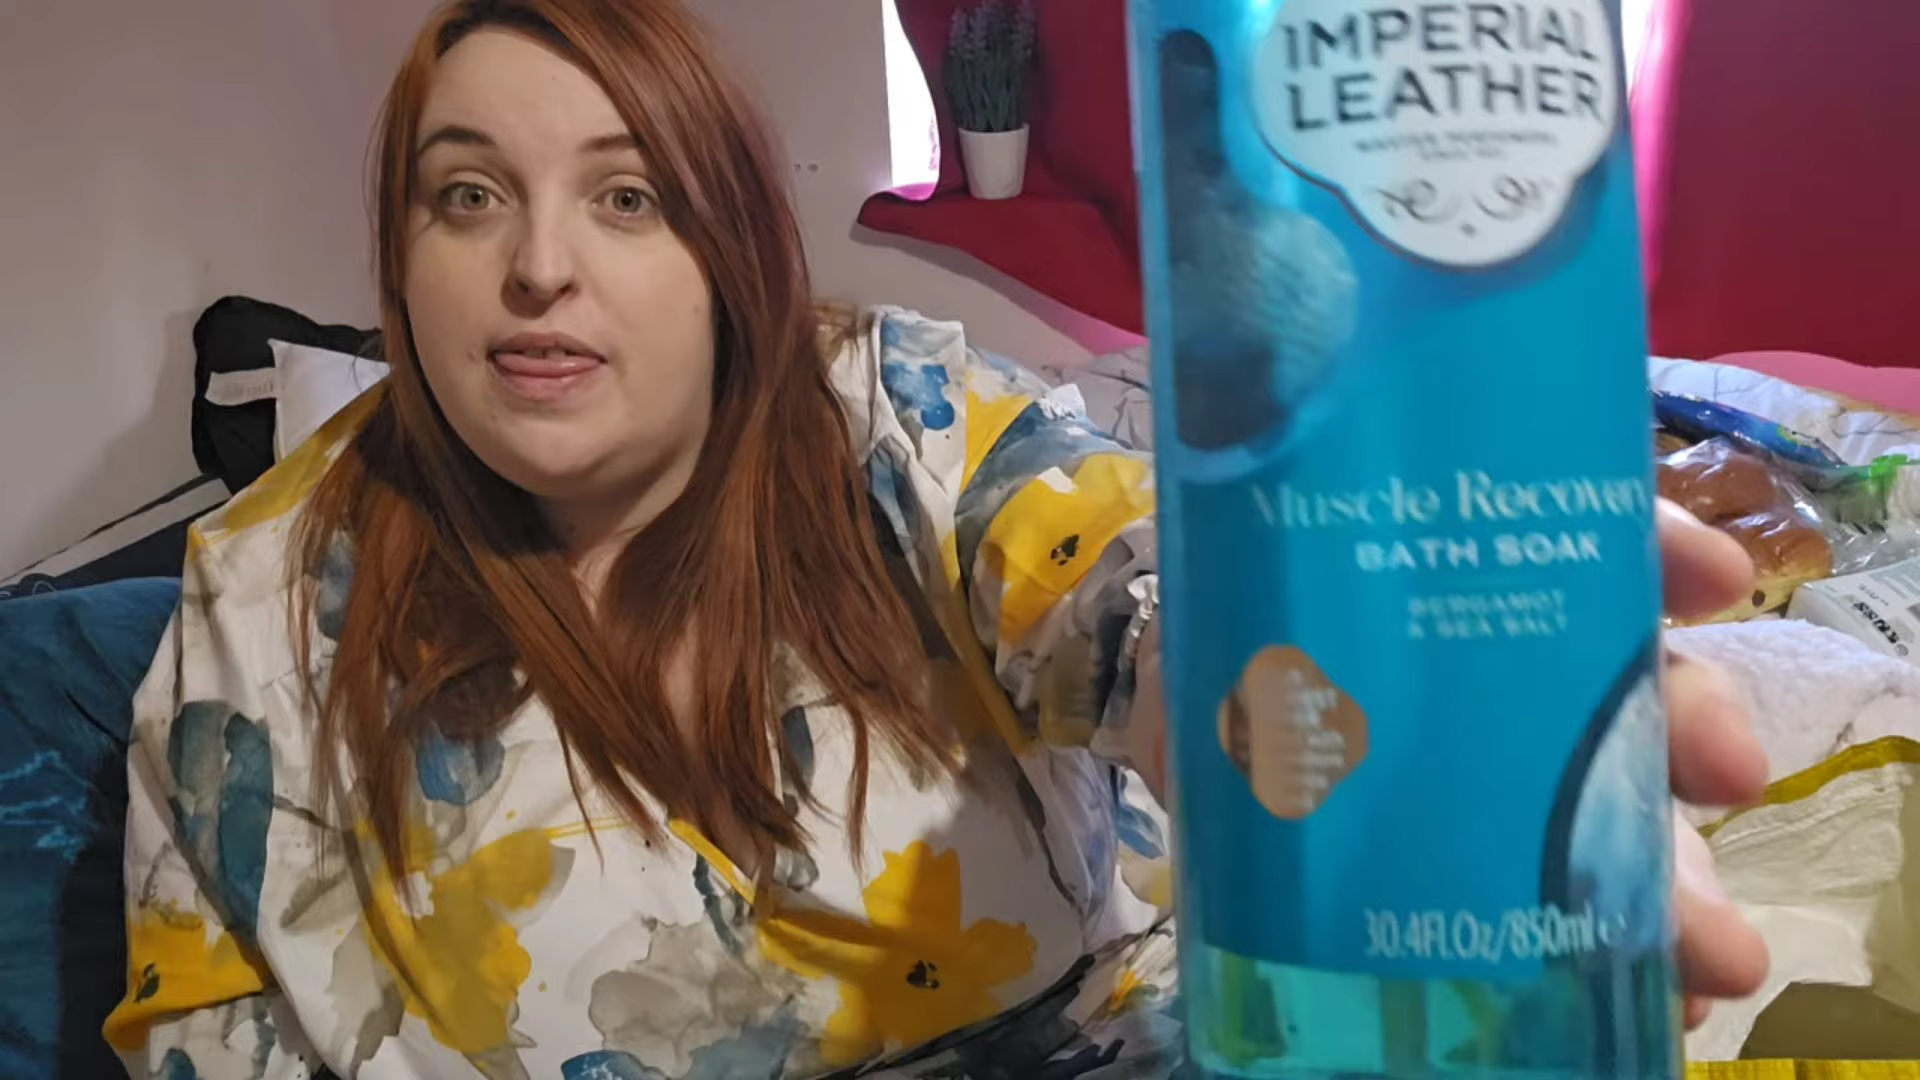 IMPERIAL
LEATHER
Muscle Recovery
BATH SOAK
BERGAMOT
& SEA SALT
30.4FL.Oz/850ml e